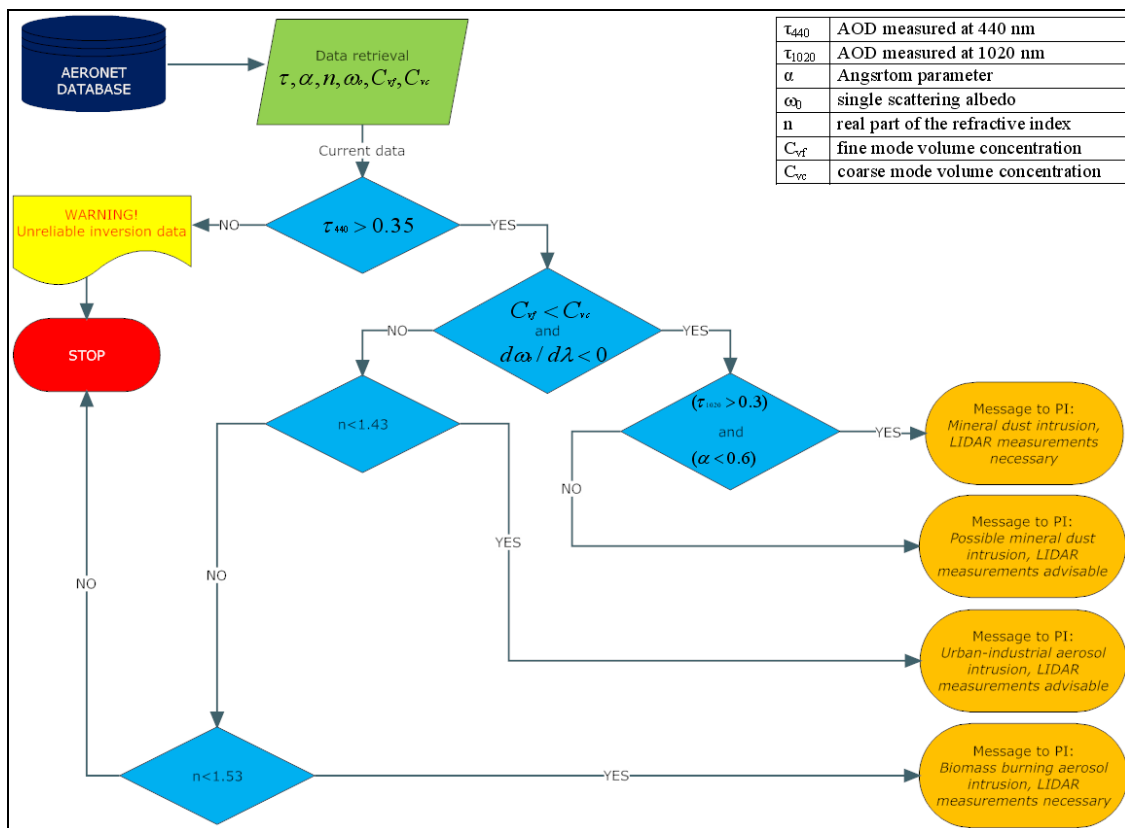 AERONET
DATABASE
Data retrieval
τ, α, n, ω₀, C_vf, C_vc
τ₄₄₀ AOD measured at 440 nm
τ₁₀₂₀ AOD measured at 1020 nm
α Angsrtom parameter
ω₀ single scattering albedo
n real part of the refractive index
C_vf fine mode volume concentration
C_vc coarse mode volume concentration
Current data
τ₄₄₀ > 0.35
NO
YES
WARNING!
Unreliable inversion data
STOP
C_vf < C_vc
and
dω₀ / dλ < 0
NO
YES
(τ₁₀₂₀ > 0.3)
and
(α < 0.6)
YES
NO
Message to PI:
Mineral dust intrusion,
LIDAR measurements
necessary
Message to PI:
Possible mineral dust
intrusion, LIDAR
measurements advisable
n<1.43
YES
NO
Message to PI:
Urban-industrial aerosol
intrusion, LIDAR
measurements advisable
n<1.53
NO
YES
Message to PI:
Biomass burning aerosol
intrusion, LIDAR
measurements necessary